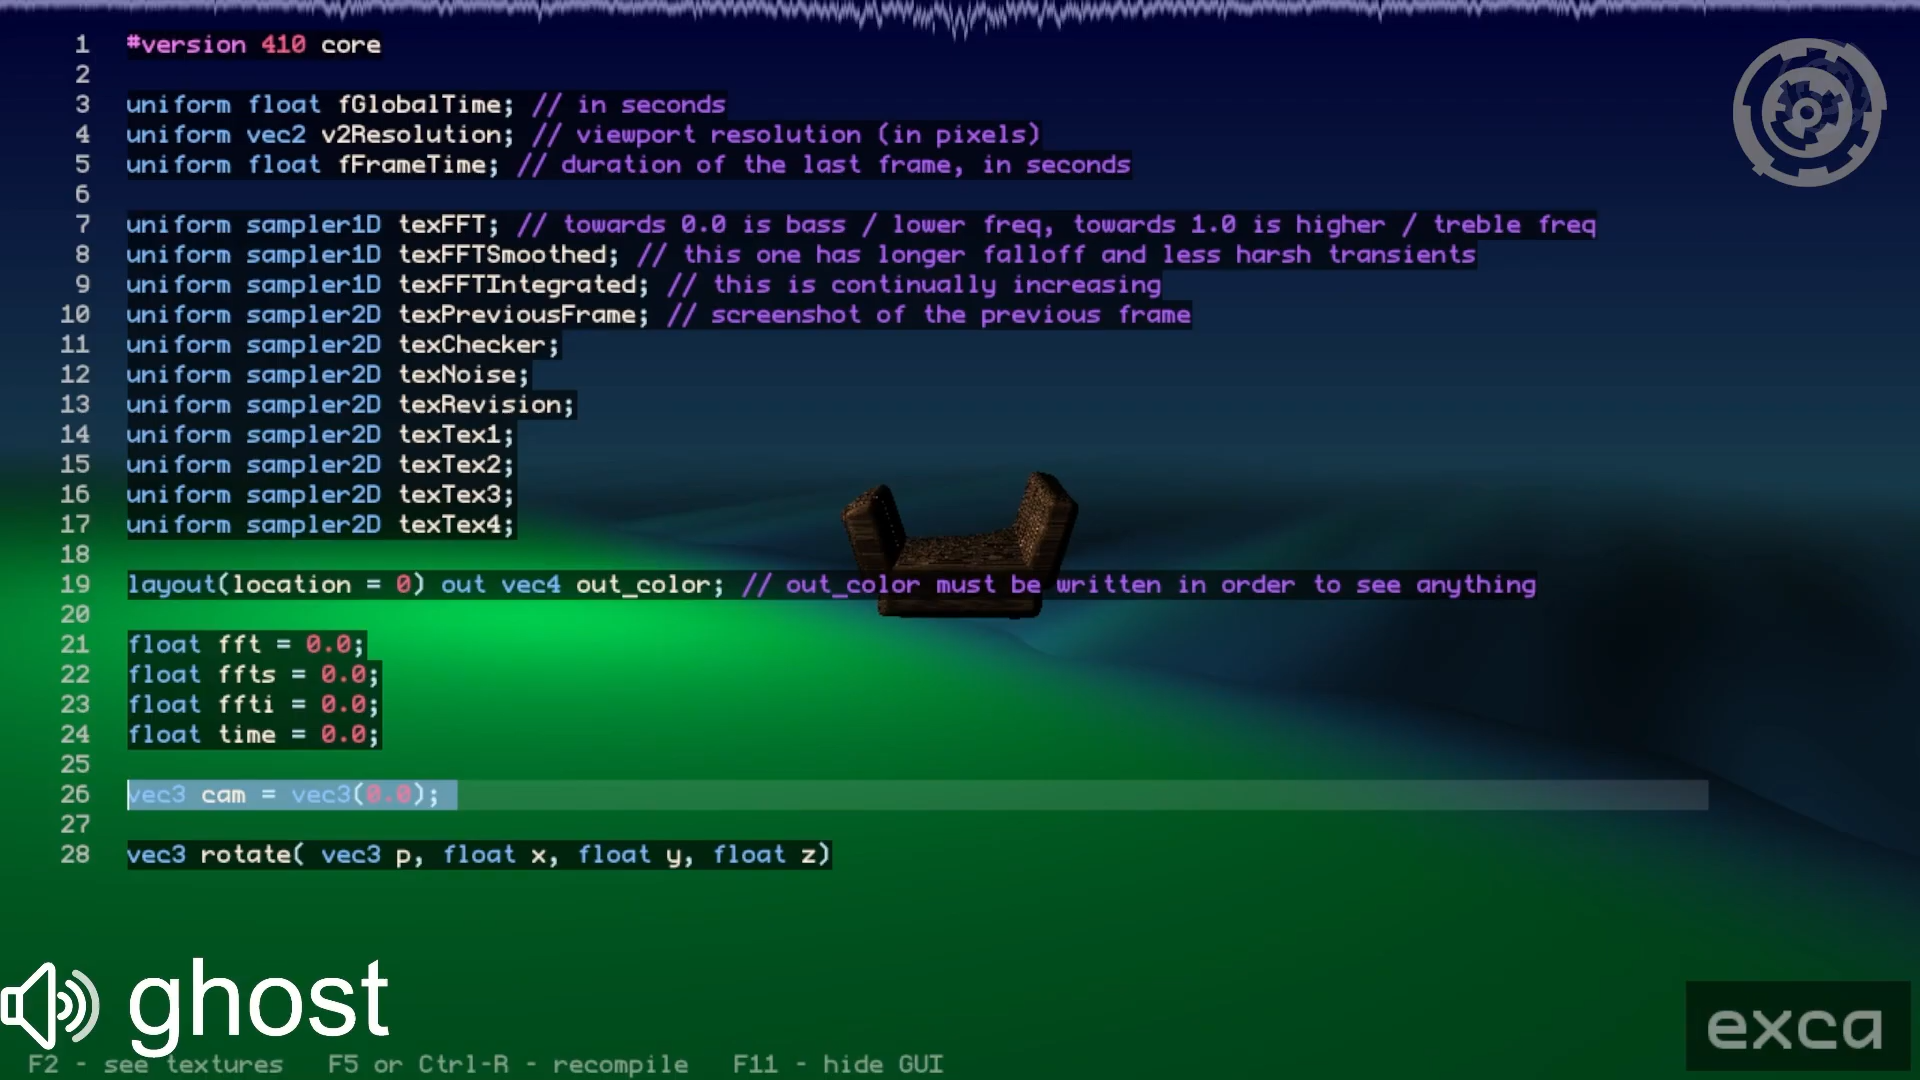 1 #version 410 core
2
3 uniform float fGlobalTime; // in seconds
4 uniform vec2 v2Resolution; // viewport resolution (in pixels)
5 uniform float fFrameTime; // duration of the last frame, in seconds
6
7 uniform sampler1D texFFT; // towards 0.0 is bass / lower freq, towards 1.0 is higher / treble freq
8 uniform sampler1D texFFTSmoothed; // this one has longer falloff and less harsh transients
9 uniform sampler1D texFFTIntegrated; // this is continually increasing
10 uniform sampler2D texPreviousFrame; // screenshot of the previous frame
11 uniform sampler2D texChecker;
12 uniform sampler2D texNoise;
13 uniform sampler2D texRevision;
14 uniform sampler2D texTex1;
15 uniform sampler2D texTex2;
16 uniform sampler2D texTex3;
17 uniform sampler2D texTex4;
18
19 layout(location = 0) out vec4 out_color; // out_color must be written in order to see anything
20
21 float fft = 0.0;
22 float ffts = 0.0;
23 float ffti = 0.0;
24 float time = 0.0;
25
26 vec3 cam = vec3(0.0);
27
28 vec3 rotate( vec3 p, float x, float y, float z)
ghost
exca
F2 - see textures F5 or Ctrl-R - recompile F11 - hide GUI